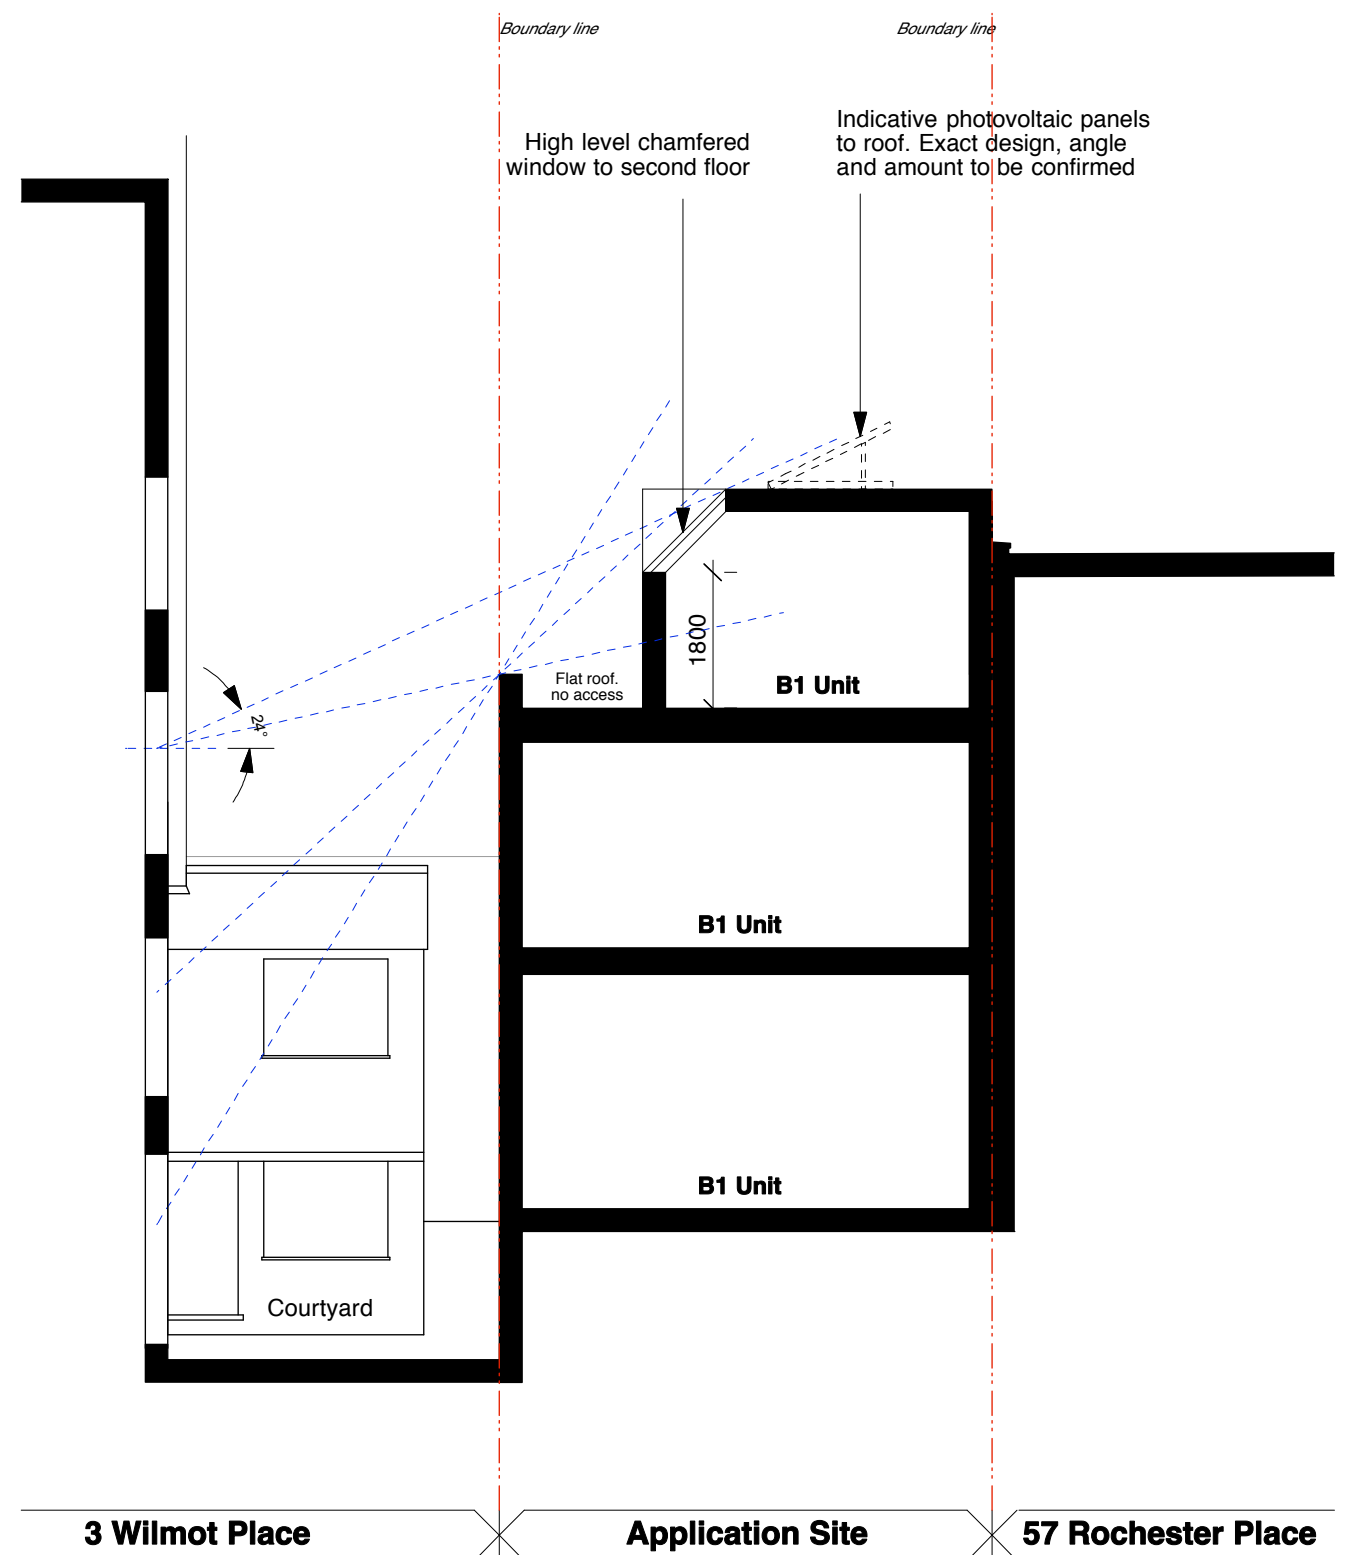 Boundary line
Boundary line
High level chamfered
window to second floor
Indicative photovoltaic panels
to roof. Exact design, angle
and amount to be confirmed
24°
1800
Flat roof.
no access
B1 Unit
B1 Unit
B1 Unit
Courtyard
3 Wilmot Place
Application Site
57 Rochester Place